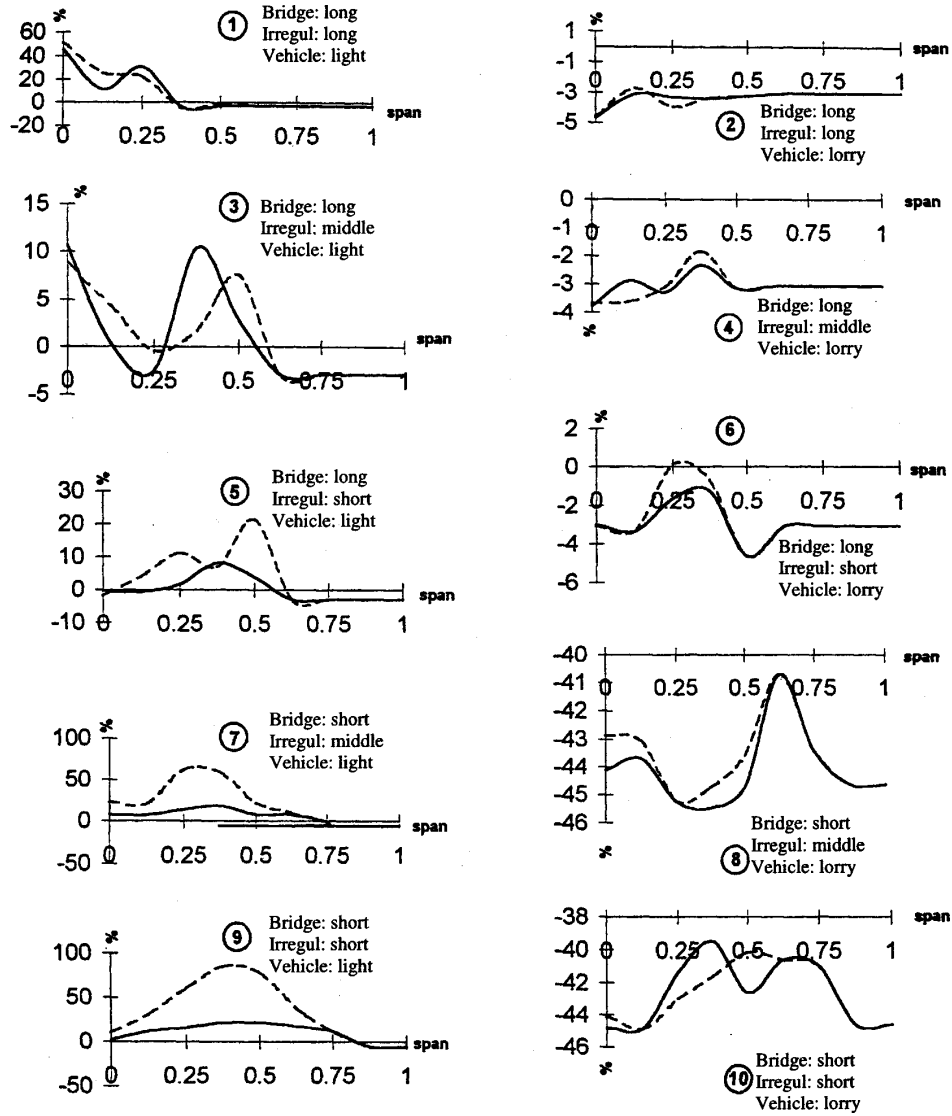 %
60
40
20
0
-20
0 0.25 0.5 0.75 1
span
1
Bridge: long
Irregul: long
Vehicle: light
%
1
-1
-3
-5
0 0.25 0.5 0.75 1
span
2
Bridge: long
Irregul: long
Vehicle: lorry
%
15
10
5
0
-5
0 0.25 0.5 0.75 1
span
3
Bridge: long
Irregul: middle
Vehicle: light
-0
-1
-2
-3
-4
%
0 0.25 0.5 0.75 1
span
4
Bridge: long
Irregul: middle
Vehicle: lorry
%
30
20
10
0
-10
0 0.25 0.5 0.75 1
span
5
Bridge: long
Irregul: short
Vehicle: light
%
2
0
-2
-4
-6
0 0.25 0.5 0.75 1
span
6
Bridge: long
Irregul: short
Vehicle: lorry
%
100
50
0
-50
0 0.25 0.5 0.75 1
span
7
Bridge: short
Irregul: middle
Vehicle: light
-40
-41
-42
-43
-44
-45
-46
%
0 0.25 0.5 0.75 1
span
8
Bridge: short
Irregul: middle
Vehicle: lorry
%
100
50
0
-50
0 0.25 0.5 0.75 1
span
9
Bridge: short
Irregul: short
Vehicle: light
-38
-40
-42
-44
-46
%
0 0.25 0.5 0.75 1
span
10
Bridge: short
Irregul: short
Vehicle: lorry